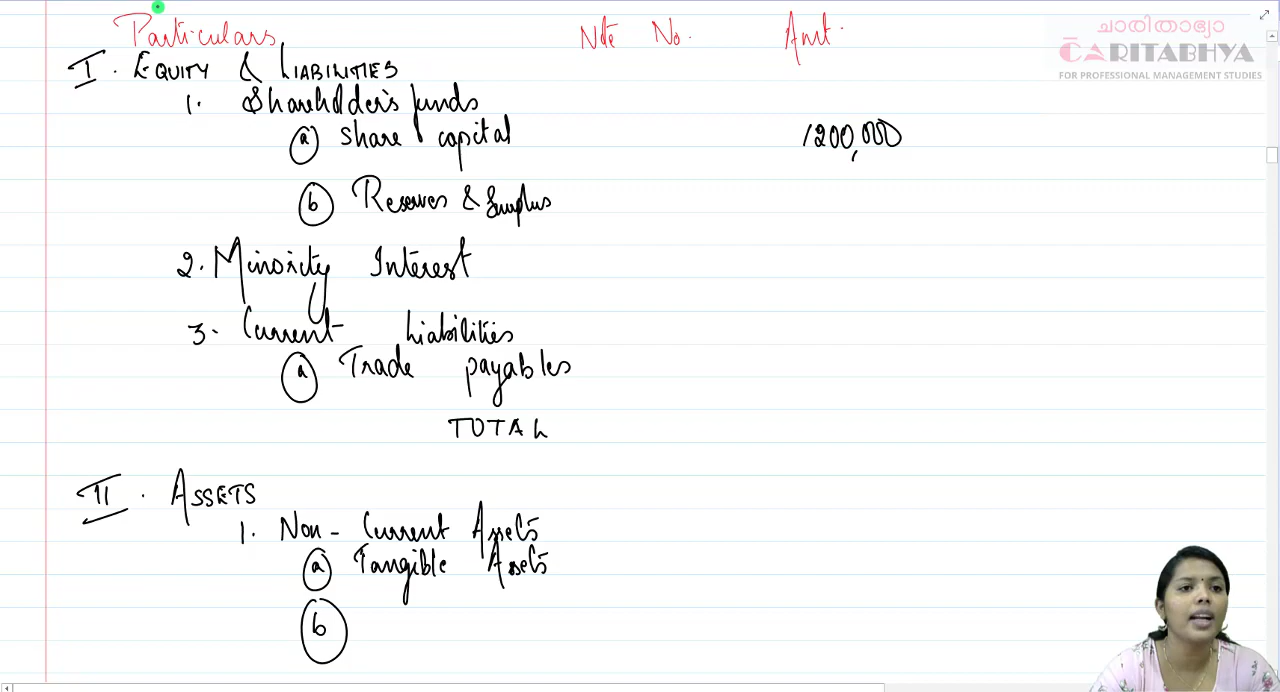 Particulars Note No. Amt.
ചാരിതാഭ്യാ
CĀRITABHYA
FOR PROFESSIONAL MANAGEMENT STUDIES
I. EQUITY & LIABILITIES
1. Shareholder's funds
(a) share capital 1200,000
(b) Reserves & Surplus
2. Minority Interest
3. Current Liabilities
(a) Trade payables
TOTAL
II. ASSETS
1. Non-Current Assets
(a) Tangible Assets
(b)